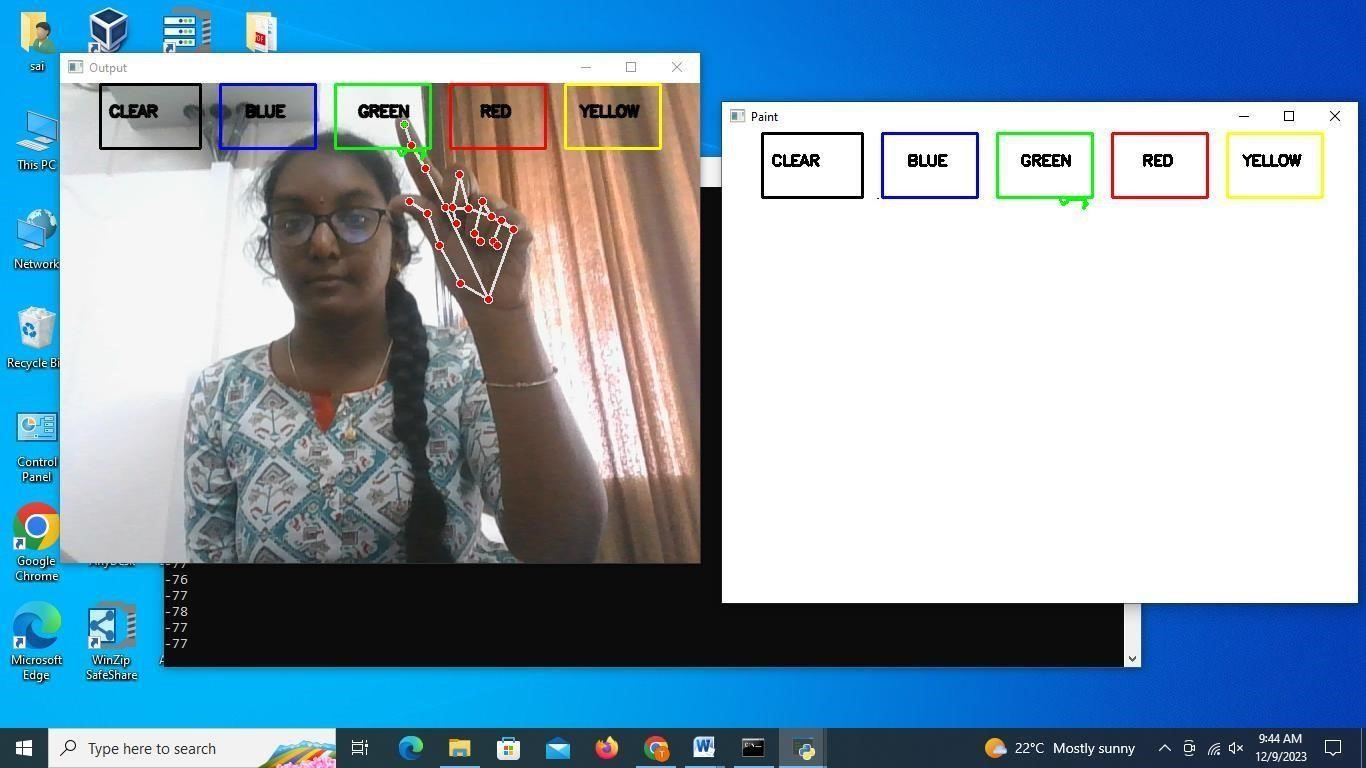 sai
This PC
Network
Recycle Bi
Control
Panel
Google
Chrome
Microsoft
Edge
WinZip
SafeShare
Output
CLEAR BLUE GREEN RED YELLOW
Paint
CLEAR BLUE GREEN RED YELLOW
-76
-77
-78
-77
-77
Type here to search
22°C Mostly sunny
9:44 AM
12/9/2023